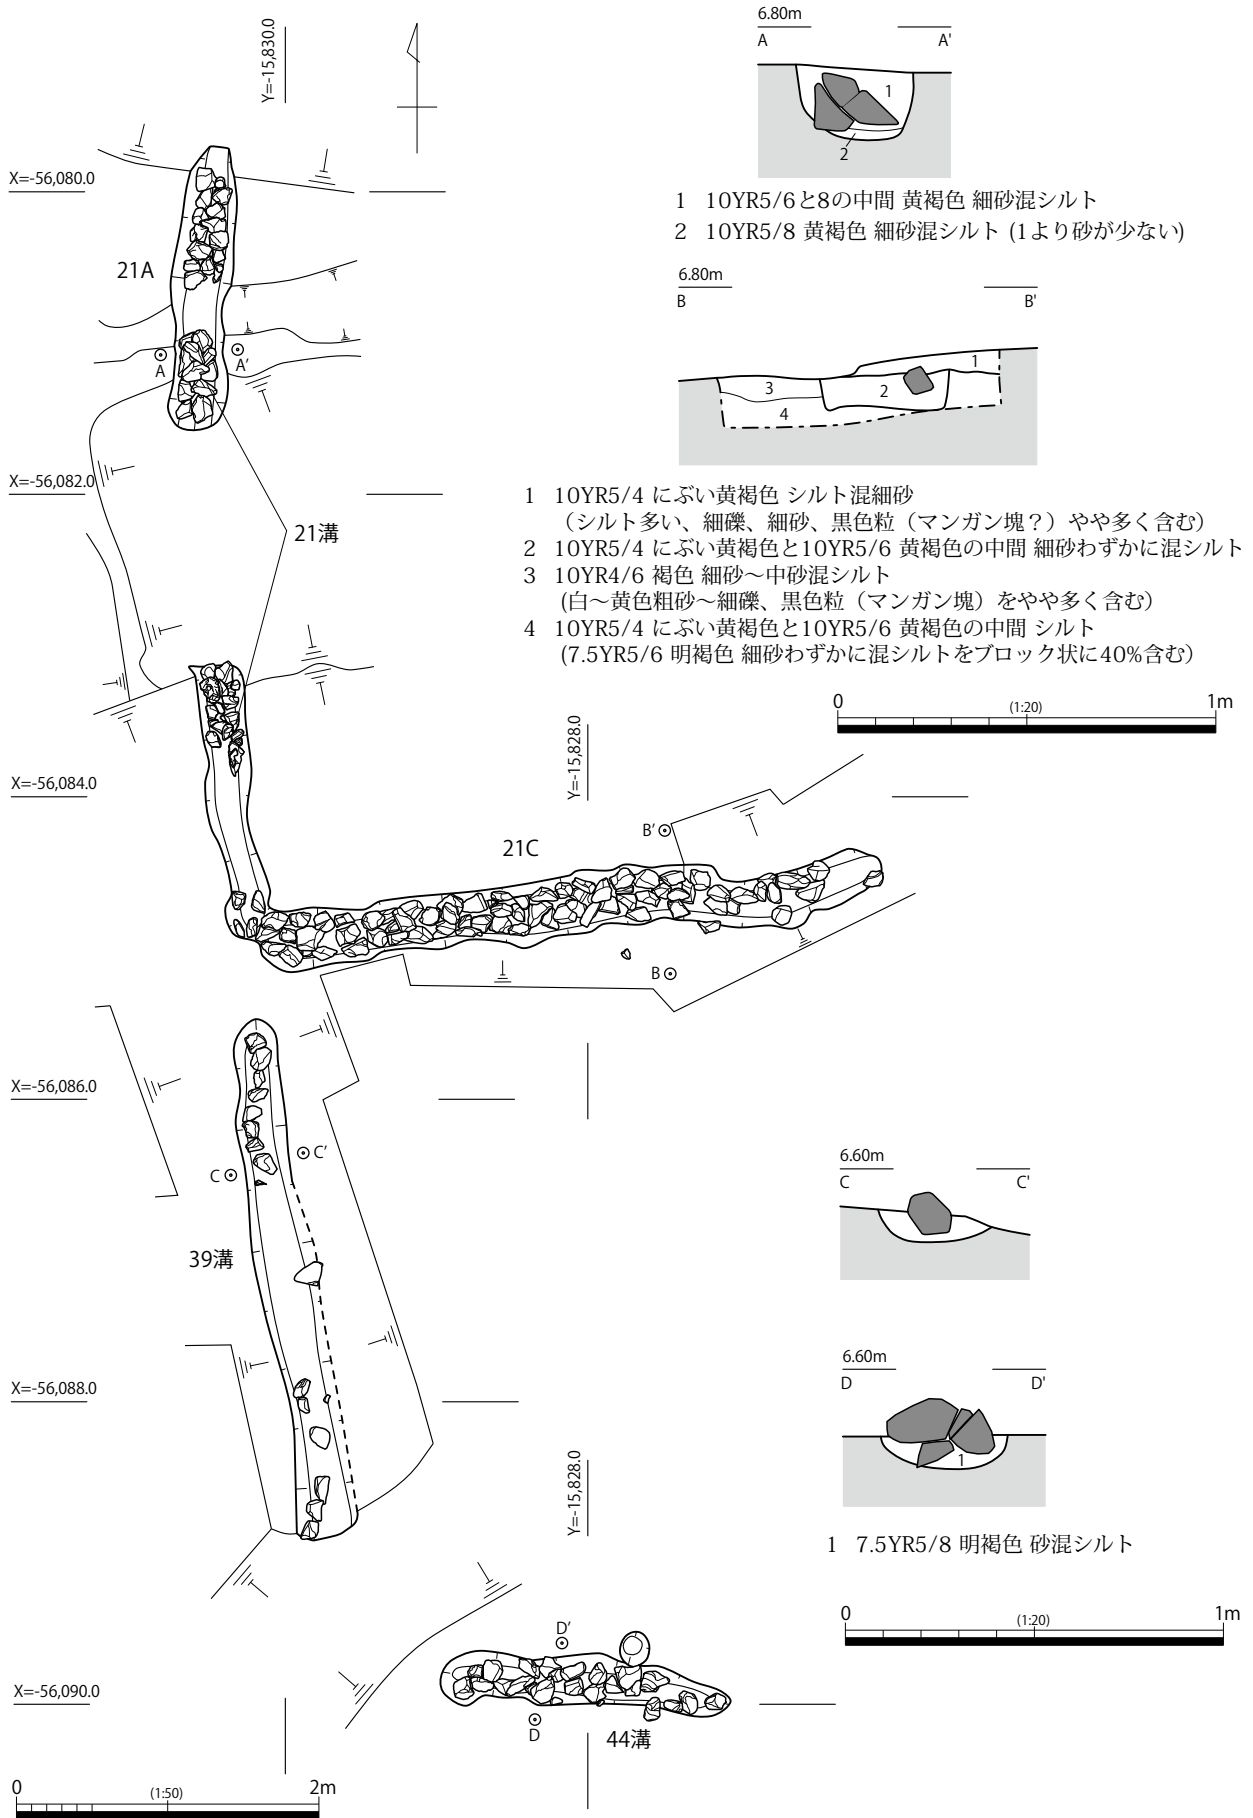 Y=-15,830.0
X=-56,080.0
21A
A
A'
X=-56,082.0
21溝
X=-56,084.0
Y=-15,828.0
B'
21C
B
X=-56,086.0
C
C'
39溝
X=-56,088.0
Y=-15,828.0
D'
X=-56,090.0
D
44溝
0 (1:50) 2m
6.80m
A A'
1
2
1 10YR5/6と8の中間 黄褐色 細砂混シルト
2 10YR5/8 黄褐色 細砂混シルト (1より砂が少ない)
6.80m
B B'
1
3
2
4
1 10YR5/4 にぶい黄褐色 シルト混細砂
(シルト多い、細礫、細砂、黒色粒（マンガン塊？）やや多く含む）
2 10YR5/4 にぶい黄褐色と10YR5/6 黄褐色の中間 細砂わずかに混シルト
3 10YR4/6 褐色 細砂～中砂混シルト
(白～黄色粗砂～細礫、黒色粒（マンガン塊）をやや多く含む）
4 10YR5/4 にぶい黄褐色と10YR5/6 黄褐色の中間 シルト
(7.5YR5/6 明褐色 細砂わずかに混シルトをブロック状に40%含む）
0 (1:20) 1m
6.60m
C C'
6.60m
D D'
1
1 7.5YR5/8 明褐色 砂混シルト
0 (1:20) 1m